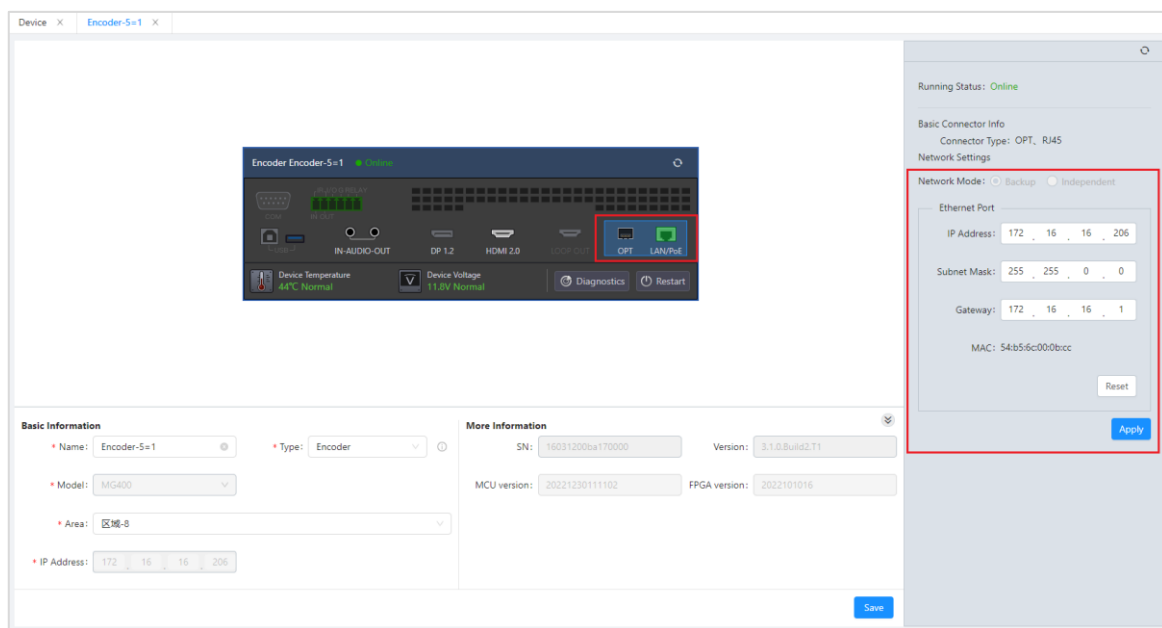 Device ×
Encoder-5=1 ×
Encoder Encoder-5=1 Online
COM
IR OUT
USB
IN-AUDIO-OUT
DP 1.2
HDMI 2.0
LOOP OUT
OPT
LAN/PoE
Device Temperature
44℃ Normal
Device Voltage
11.8V Normal
Diagnostics
Restart
Running Status: Online
Basic Connector Info
Connector Type: OPT、RJ45
Network Settings
Network Mode: Backup Independent
Ethernet Port
IP Address: 172 . 16 . 16 . 206
Subnet Mask: 255 . 255 . 0 . 0
Gateway: 172 . 16 . 16 . 1
MAC: 54:b5:6c:00:0b:cc
Reset
Apply
Basic Information
* Name: Encoder-5=1
* Type: Encoder
* Model: MG400
* Area: 区域-8
* IP Address: 172 . 16 . 16 . 206
More Information
SN: 16031200ba170000
Version: 3.1.0.Build2.T1
MCU version: 20221230111102
FPGA version: 2022101016
Save